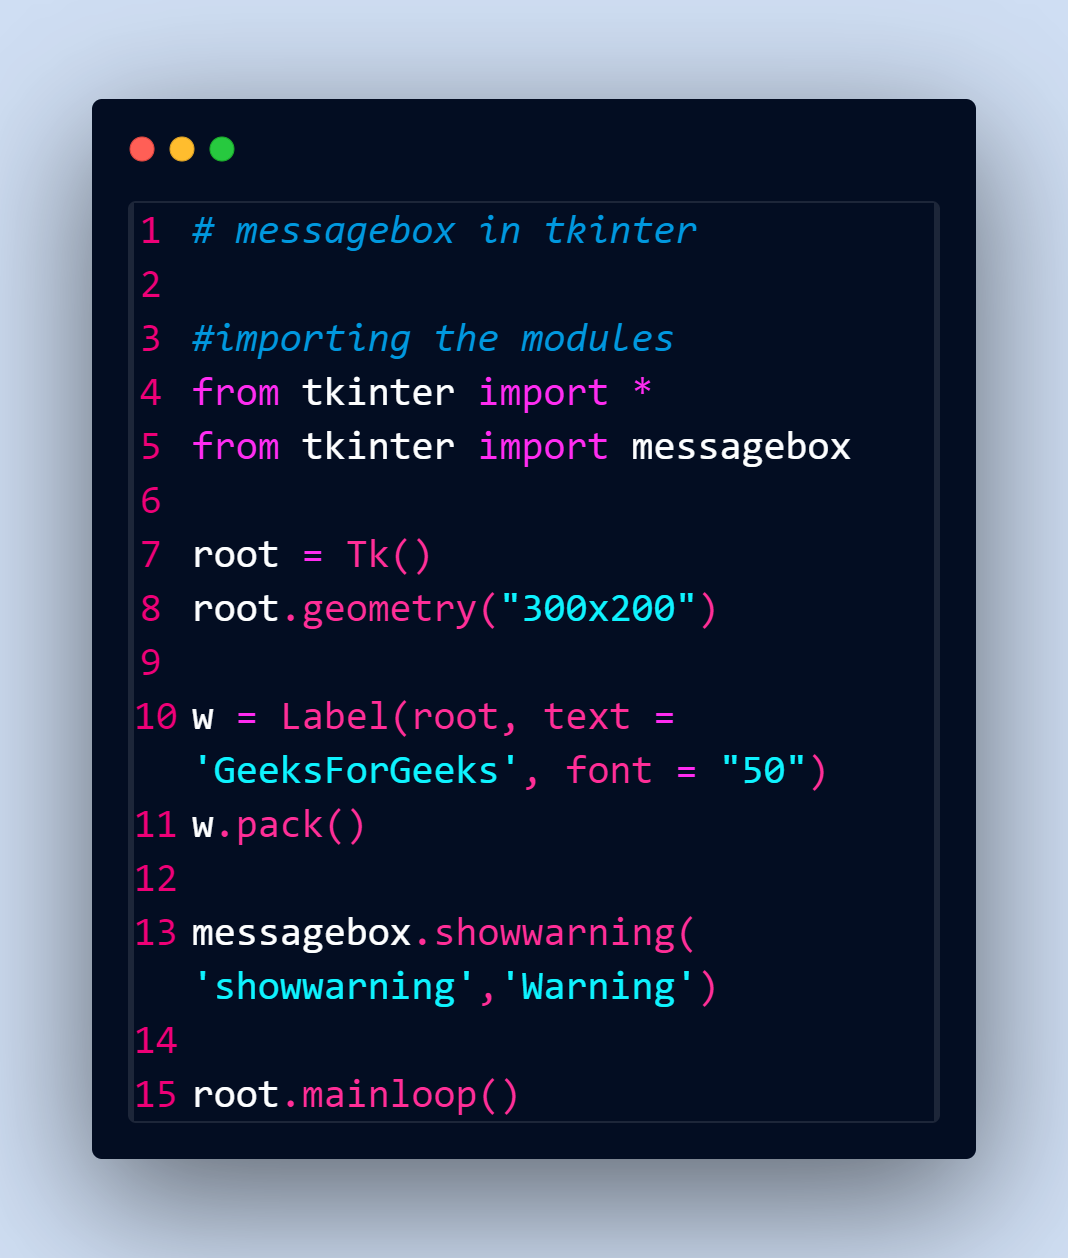 1 # messagebox in tkinter
2
3 #importing the modules
4 from tkinter import *
5 from tkinter import messagebox
6
7 root = Tk()
8 root.geometry("300x200")
9
10 w = Label(root, text =
'GeeksForGeeks', font = "50")
11 w.pack()
12
13 messagebox.showwarning(
'showwarning','Warning')
14
15 root.mainloop()